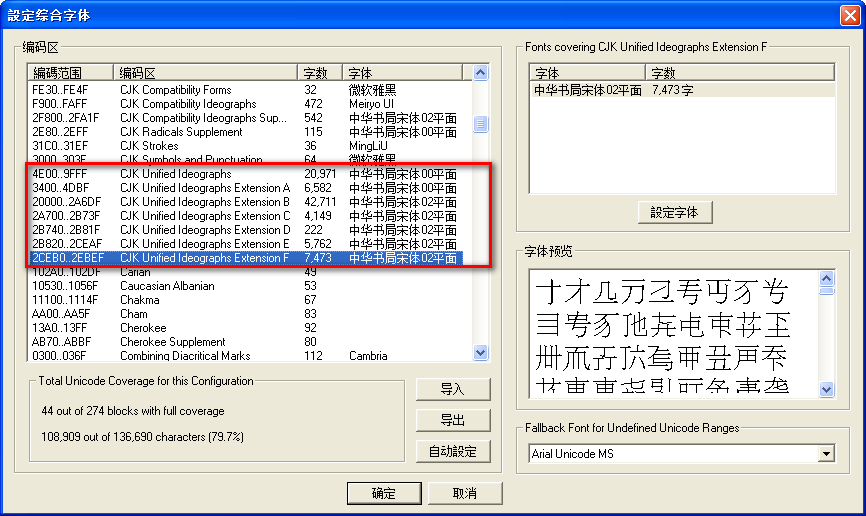 設定综合字体
编码区
編碼范围 编码区 字数 字体
FE30..FE4F CJK Compatibility Forms 32 微软雅黑
F900..FAFF CJK Compatibility Ideographs 472 Meiryo UI
2F800..2FA1F CJK Compatibility Ideographs Sup... 542 中华书局宋体02平面
2E80..2EFF CJK Radicals Supplement 115 中华书局宋体00平面
31C0..31EF CJK Strokes 36 MingLiU
3000..303F CJK Symbols and Punctuation 64 微软雅黑
4E00..9FFF CJK Unified Ideographs 20,971 中华书局宋体00平面
3400..4DBF CJK Unified Ideographs Extension A 6,582 中华书局宋体00平面
20000..2A6DF CJK Unified Ideographs Extension B 42,711 中华书局宋体02平面
2A700..2B73F CJK Unified Ideographs Extension C 4,149 中华书局宋体02平面
2B740..2B81F CJK Unified Ideographs Extension D 222 中华书局宋体02平面
2B820..2CEAF CJK Unified Ideographs Extension E 5,762 中华书局宋体02平面
2CEB0..2EBEF CJK Unified Ideographs Extension F 7,473 中华书局宋体02平面
102A0..102DF Carian 49
10530..1056F Caucasian Albanian 53
11100..1114F Chakma 67
AA00..AA5F Cham 83
13A0..13FF Cherokee 92
AB70..ABBF Cherokee Supplement 80
0300..036F Combining Diacritical Marks 112 Cambria
Total Unicode Coverage for this Configuration
44 out of 274 blocks with full coverage
108,909 out of 136,690 characters (79.7%)
导入
导出
自动設定
Fonts covering CJK Unified Ideographs Extension F
字体 字数
中华书局宋体02平面 7,473 字
設定字体
字体预览
Fallback Font for Undefined Unicode Ranges
Arial Unicode MS
确定
取消